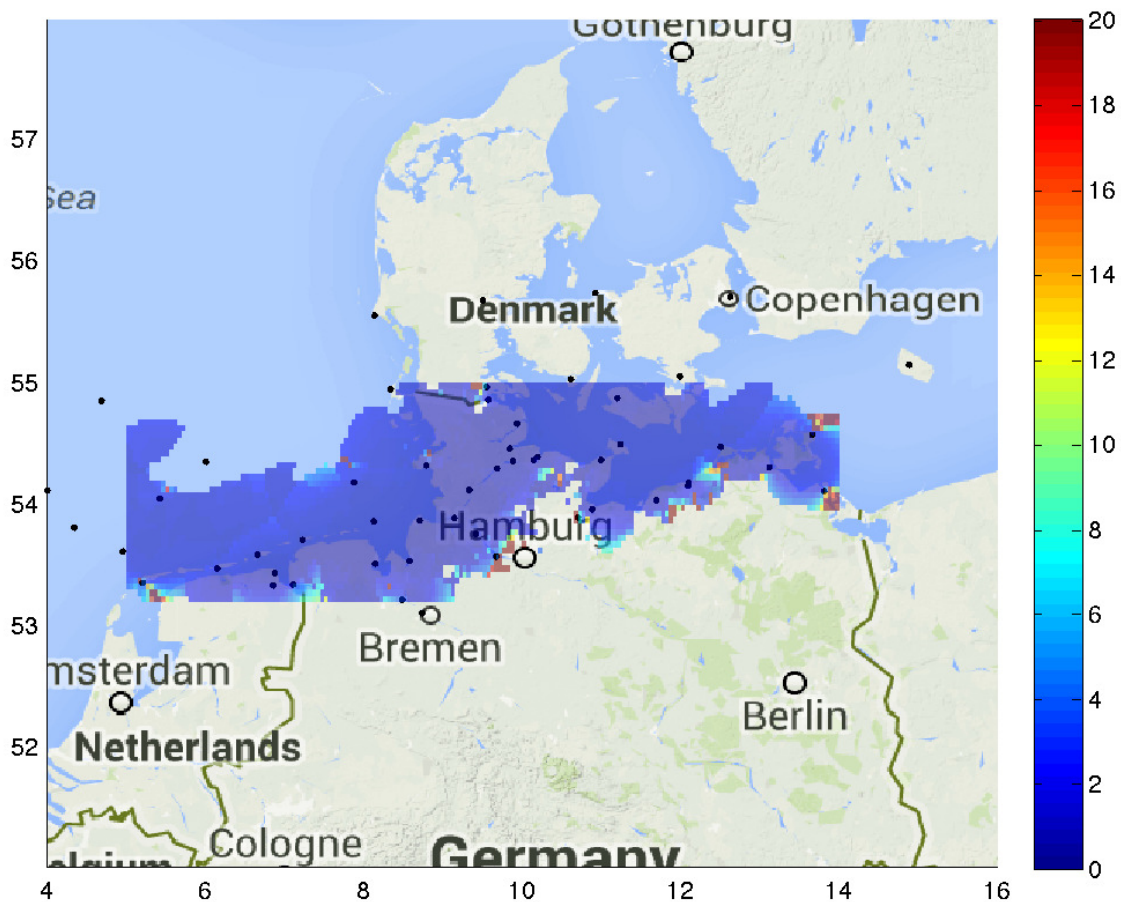 Gothenburg
20
18
57
16
Sea
14
56
Denmark
Copenhagen
12
55
10
8
54
Hamburg
6
53
Bremen
4
msterdam
Berlin
52
Netherlands
2
Cologne
elgium
Germany
0
4
6
8
10
12
14
16